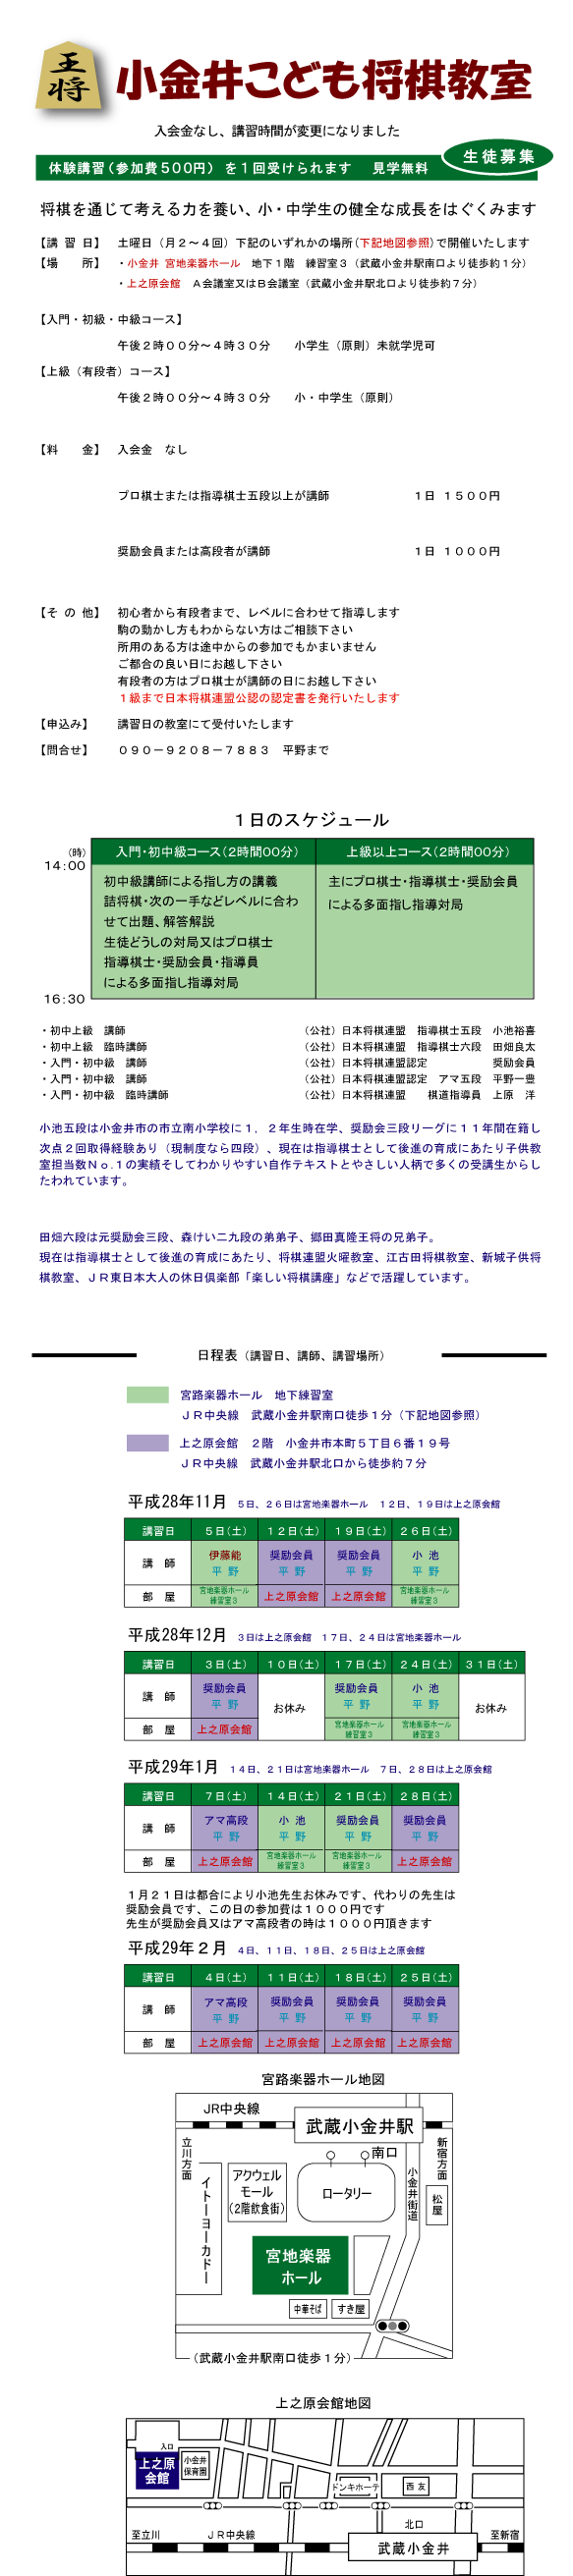 王将
小金井こども将棋教室
入会金なし、講習時間が変更になりました
生徒募集
体験講習(参加費500円) を1回受けられます 見学無料
将棋を通じて考える力を養い、小・中学生の健全な成長をはぐくみます
【講 習 日】 土曜日（月２～４回）下記のいずれかの場所(下記地図参照)で開催いたします
【場　　所】 ・小金井 宮地楽器ホール　地下１階　練習室３（武蔵小金井駅南口より徒歩約１分）
・上之原会館　Ａ会議室又はＢ会議室（武蔵小金井駅北口より徒歩約７分）
【入門・初級・中級コース】
午後２時００分～４時３０分　　小学生（原則）未就学児可
【上級（有段者）コース】
午後２時００分～４時３０分　　小・中学生（原則）
【料　　金】 入会金　なし
プロ棋士または指導棋士五段以上が講師　１日 １５００円
奨励会員または高段者が講師　１日 １０００円
【そ の 他】 初心者から有段者まで、レベルに合わせて指導します
駒の動かし方もわからない方はご相談下さい
所用のある方は途中からの参加でもかまいません
ご都合の良い日にお越し下さい
有段者の方はプロ棋士が講師の日にお越し下さい
１級まで日本将棋連盟公認の認定書を発行いたします
【申込み】 講習日の教室にて受付いたします
【問合せ】 ０９０－９２０８－７８８３　平野まで
１日のスケジュール
(時) 入門・初中級コース(2時間00分) 上級以上コース(2時間00分)
14:00
初中級講師による指し方の講義 主にプロ棋士・指導棋士・奨励会員
詰将棋・次の一手などレベルに合わ による多面指し指導対局
せて出題、解答解説
生徒どうしの対局又はプロ棋士
指導棋士・奨励会員・指導員
による多面指し指導対局
16:30
・初中上級　講師 （公社）日本将棋連盟　指導棋士五段　小池裕喜
・初中上級　臨時講師 （公社）日本将棋連盟　指導棋士六段　田畑良太
・入門・初中級　講師 （公社）日本将棋連盟認定　奨励会員
・入門・初中級　講師 （公社）日本将棋連盟認定　アマ五段　平野一豊
・入門・初中級　臨時講師 （公社）日本将棋連盟　棋道指導員　上原　洋
小池五段は小金井市の市立南小学校に１．２年生時在学、奨励会三段リーグに１１年間在籍し
次点２回取得経験あり（現制度なら四段）、現在は指導棋士として後進の育成にあたり子供教
室担当数Ｎｏ.１の実績そしてわかりやすい自作テキストとやさしい人柄で多くの受講生からし
たわれています。
田畑六段は元奨励会三段、森けい二九段の弟弟子、郷田真隆王将の兄弟子。
現在は指導棋士として後進の育成にあたり、将棋連盟火曜教室、江古田将棋教室、新城子供将
棋教室、ＪＲ東日本大人の休日倶楽部「楽しい将棋講座」などで活躍しています。
日程表（講習日、講師、講習場所）
宮路楽器ホール　地下練習室
ＪＲ中央線　武蔵小金井駅南口徒歩１分（下記地図参照）
上之原会館　２階　小金井市本町５丁目６番１９号
ＪＲ中央線　武蔵小金井駅北口から徒歩約７分
平成28年11月 ５日、２６日は宮地楽器ホール　１２日、１９日は上之原会館
講習日 ５日(土) １２日(土) １９日(土) ２６日(土)
講　師 伊藤能 奨励会員 奨励会員 小 池
平 野 平 野 平 野 平 野
部　屋 宮地楽器ホール 練習室３ 上之原会館 上之原会館 宮地楽器ホール 練習室３
平成28年12月 ３日は上之原会館　１７日、２４日は宮地楽器ホール
講習日 ３日(土) １０日(土) １７日(土) ２４日(土) ３１日(土)
講　師 奨励会員 お休み 奨励会員 小 池 お休み
平 野 平 野 平 野
部　屋 上之原会館 宮地楽器ホール 練習室３ 宮地楽器ホール 練習室３
平成29年1月 １４日、２１日は宮地楽器ホール　７日、２８日は上之原会館
講習日 ７日(土) １４日(土) ２１日(土) ２８日(土)
講　師 アマ高段 小 池 奨励会員 奨励会員
平 野 平 野 平 野 平 野
部　屋 上之原会館 宮地楽器ホール 練習室３ 宮地楽器ホール 練習室３ 上之原会館
１月２１日は都合により小池先生お休みです、代わりの先生は
奨励会員です、この日の参加費は１０００円です
先生が奨励会員又はアマ高段者の時は１０００円頂きます
平成29年２月 ４日、１１日、１８日、２５日は上之原会館
講習日 ４日(土) １１日(土) １８日(土) ２５日(土)
講　師 アマ高段 奨励会員 奨励会員 奨励会員
平 野 平 野 平 野 平 野
部　屋 上之原会館 上之原会館 上之原会館 上之原会館
宮路楽器ホール地図
JR中央線
武蔵小金井駅
立川方面
新宿方面
南口
イトーヨーカドー
アクウェル
モール
(2階飲食街)
ロータリー
小金井街道
松屋
宮地楽器
ホール
中華そば
すき屋
（武蔵小金井駅南口徒歩１分）
上之原会館地図
入口
上之原
会館
小金井
保育園
ドンキホーテ
西 友
北口
至立川
ＪＲ中央線
武蔵小金井
至新宿